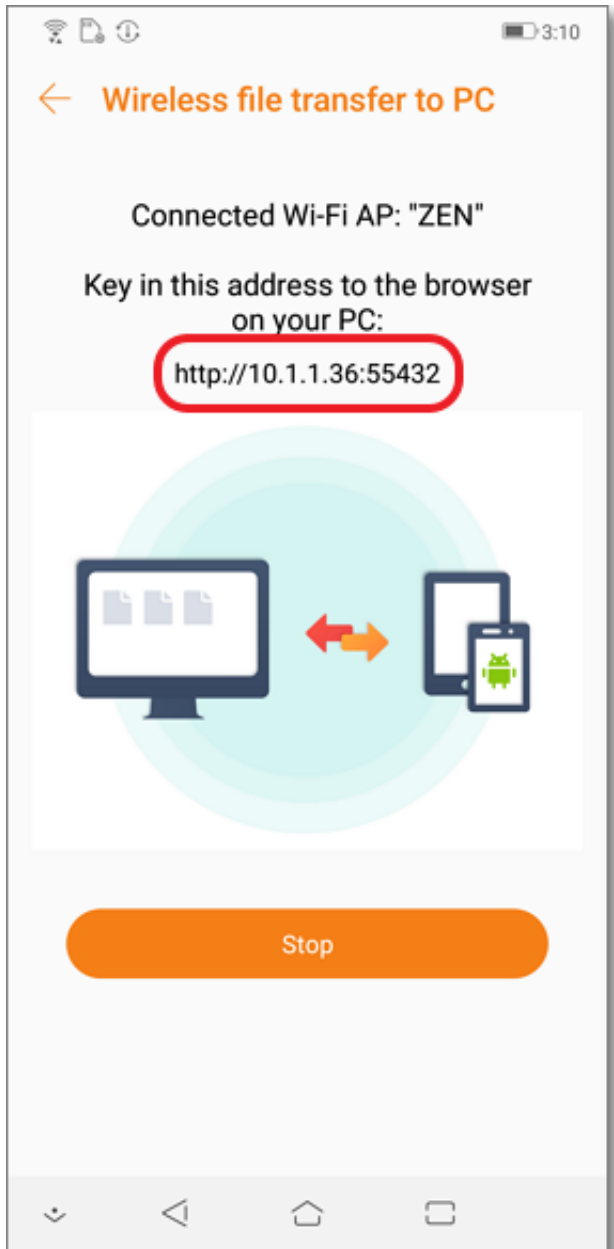 3:10
Wireless file transfer to PC
Connected Wi-Fi AP: "ZEN"
Key in this address to the browser
on your PC:
http://10.1.1.36:55432
Stop